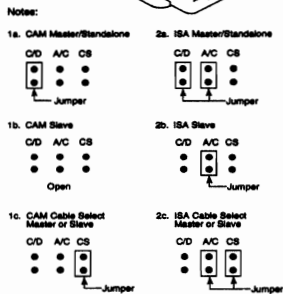 Notes:
1a. CAM Master/Standalone
C/D A/C CS
Jumper
2a. ISA Master/Standalone
C/D A/C CS
Jumper
1b. CAM Slave
C/D A/C CS
Open
2b. ISA Slave
C/D A/C CS
Jumper
1c. CAM Cable Select
Master or Slave
C/D A/C CS
Jumper
2c. ISA Cable Select
Master or Slave
C/D A/C CS
Jumper